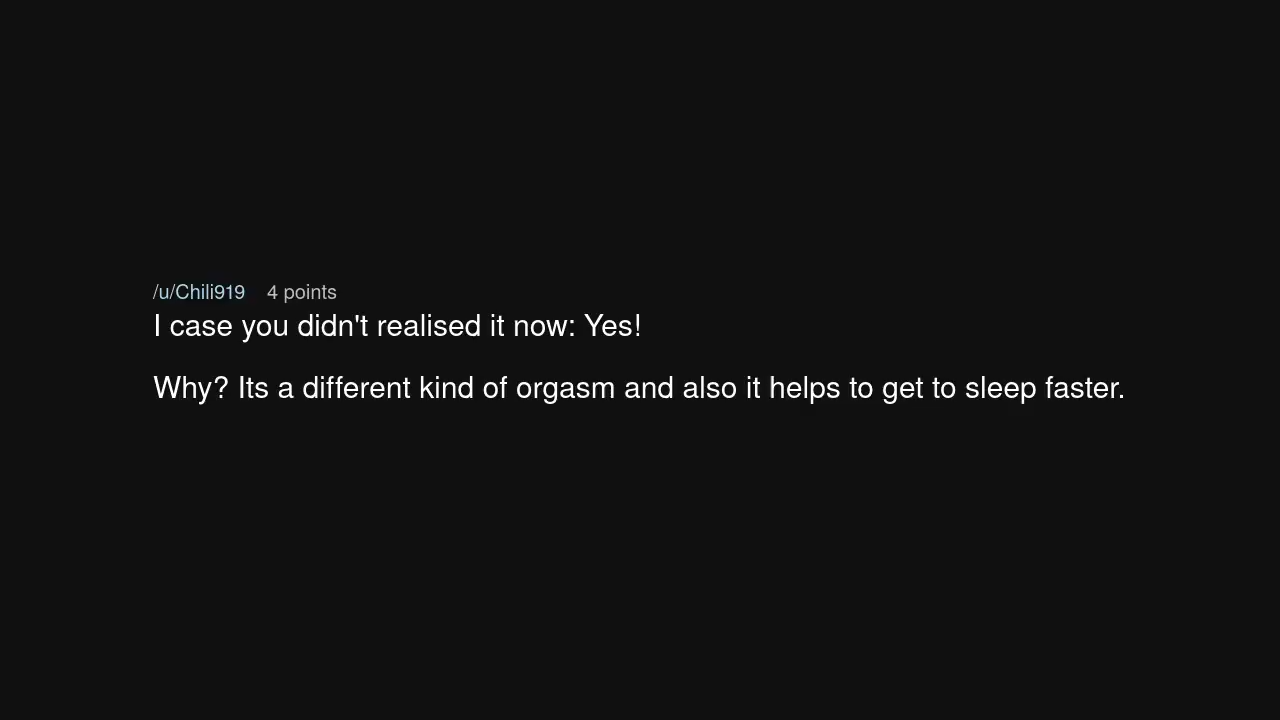 /u/Chili919 4 points
I case you didn't realised it now: Yes!
Why? Its a different kind of orgasm and also it helps to get to sleep faster.